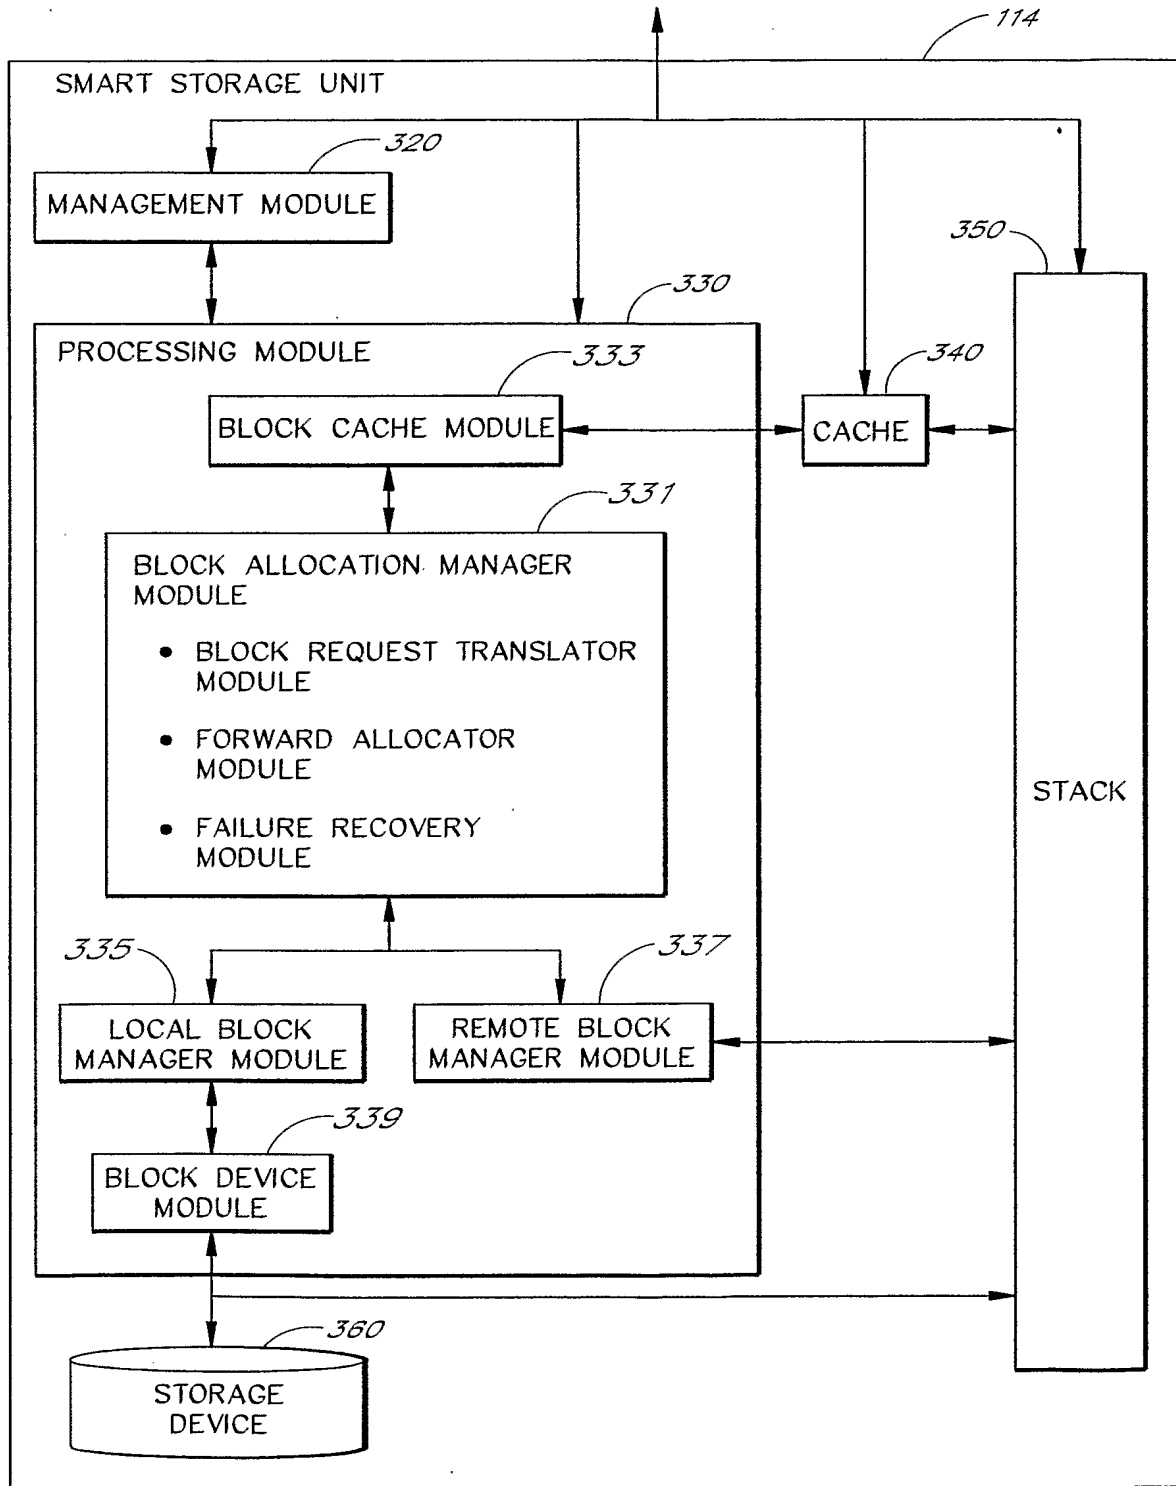 114
SMART STORAGE UNIT
320
MANAGEMENT MODULE
350
330
PROCESSING MODULE
333
340
BLOCK CACHE MODULE
CACHE
331
BLOCK ALLOCATION MANAGER
MODULE
• BLOCK REQUEST TRANSLATOR
MODULE
• FORWARD ALLOCATOR
MODULE
STACK
• FAILURE RECOVERY
MODULE
335
337
LOCAL BLOCK
MANAGER MODULE
REMOTE BLOCK
MANAGER MODULE
339
BLOCK DEVICE
MODULE
360
STORAGE
DEVICE